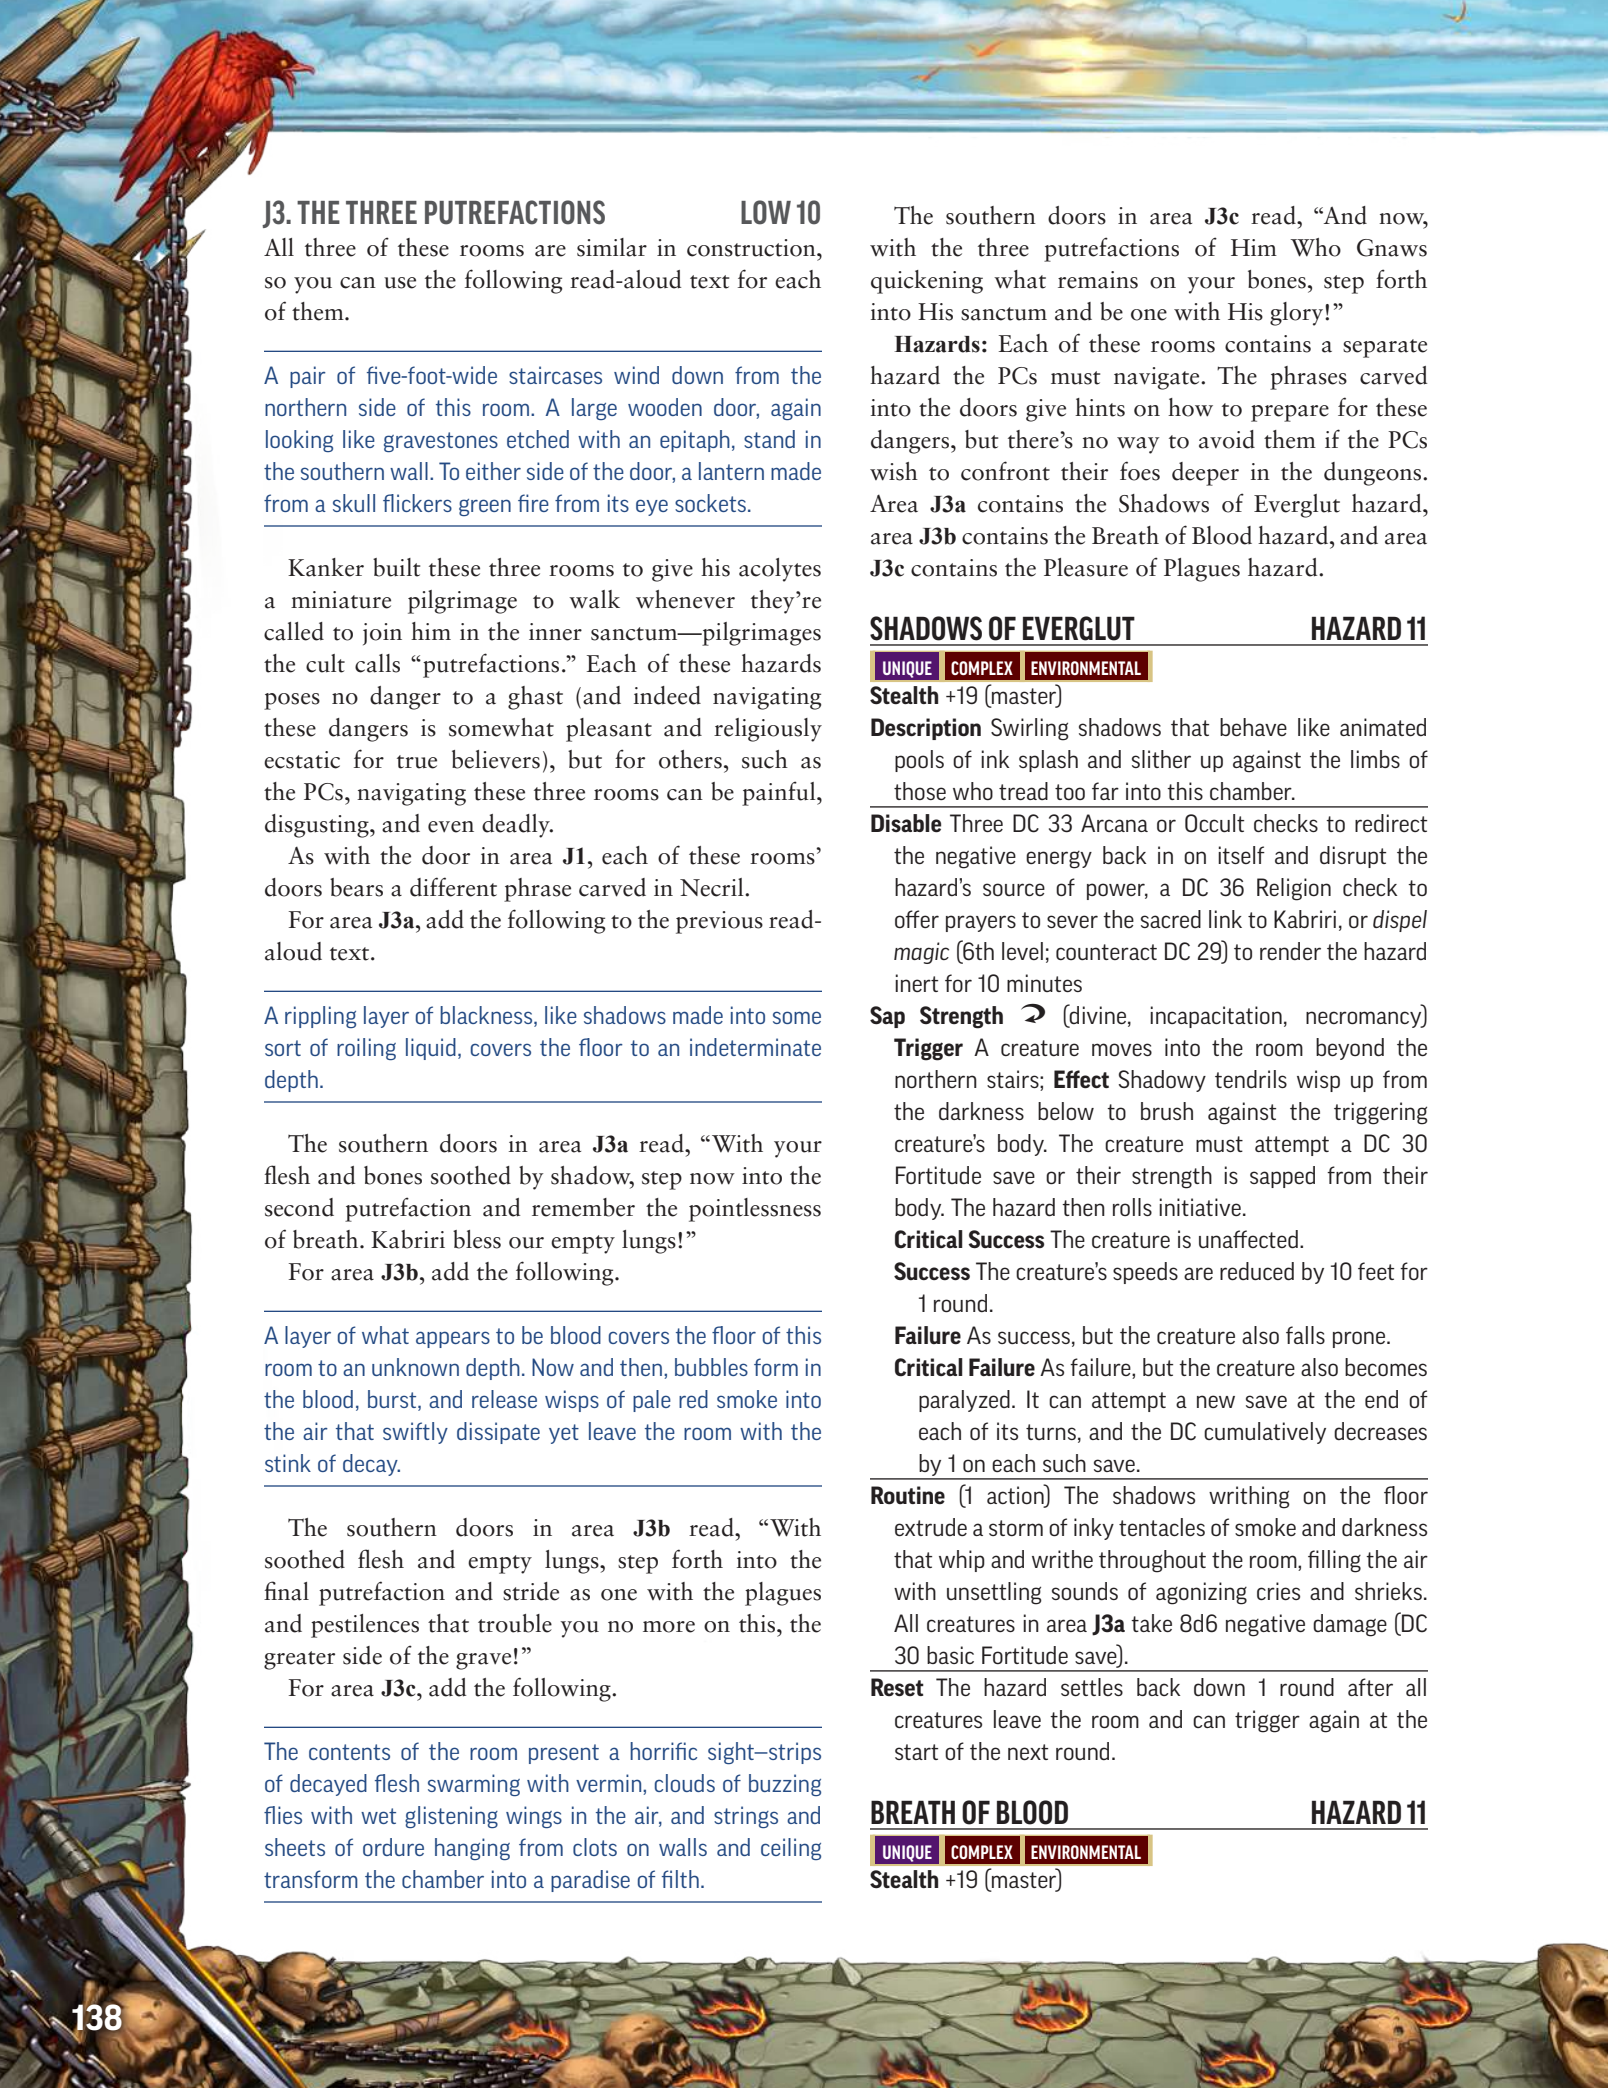 J3. THE THREE PUTREFACTIONS LOW 10
All three of these rooms are similar in construction,
so you can use the following read-aloud text for each
of them.
A pair of five-foot-wide staircases wind down from the
northern side of this room. A large wooden door, again
looking like gravestones etched with an epitaph, stand in
the southern wall. To either side of the door, a lantern made
from a skull flickers green fire from its eye sockets.
Kanker built these three rooms to give his acolytes
a miniature pilgrimage to walk whenever they’re
called to join him in the inner sanctum—pilgrimages
the cult calls “putrefactions.” Each of these hazards
poses no danger to a ghast (and indeed navigating
these dangers is somewhat pleasant and religiously
ecstatic for true believers), but for others, such as
the PCs, navigating these three rooms can be painful,
disgusting, and even deadly.
As with the door in area J1, each of these rooms’
doors bears a different phrase carved in Necril.
For area J3a, add the following to the previous read-
aloud text.
A rippling layer of blackness, like shadows made into some
sort of roiling liquid, covers the floor to an indeterminate
depth.
The southern doors in area J3a read, “With your
flesh and bones soothed by shadow, step now into the
second putrefaction and remember the pointlessness
of breath. Kabriri bless our empty lungs!”
For area J3b, add the following.
A layer of what appears to be blood covers the floor of this
room to an unknown depth. Now and then, bubbles form in
the blood, burst, and release wisps of pale red smoke into
the air that swiftly dissipate yet leave the room with the
stink of decay.
The southern doors in area J3b read, “With
soothed flesh and empty lungs, step forth into the
final putrefaction and stride as one with the plagues
and pestilences that trouble you no more on this, the
greater side of the grave!”
For area J3c, add the following.
The contents of the room present a horrific sight—strips
of decayed flesh swarming with vermin, clouds of buzzing
flies with wet glistening wings in the air, and strings and
sheets of ordure hanging from clots on walls and ceiling
transform the chamber into a paradise of filth.
The southern doors in area J3c read, “And now,
with the three putrefactions of Him Who Gnaws
quickening what remains on your bones, step forth
into His sanctum and be one with His glory!”
Hazards: Each of these rooms contains a separate
hazard the PCs must navigate. The phrases carved
into the doors give hints on how to prepare for these
dangers, but there’s no way to avoid them if the PCs
wish to confront their foes deeper in the dungeons.
Area J3a contains the Shadows of Everglut hazard,
area J3b contains the Breath of Blood hazard, and area
J3c contains the Pleasure of Plagues hazard.
SHADOWS OF EVERGLUT HAZARD 11
UNIQUE COMPLEX ENVIRONMENTAL
Stealth +19 (master)
Description Swirling shadows that behave like animated
pools of ink splash and slither up against the limbs of
those who tread too far into this chamber.
Disable Three DC 33 Arcana or Occult checks to redirect
the negative energy back in on itself and disrupt the
hazard’s source of power, a DC 36 Religion check to
offer prayers to sever the sacred link to Kabriri, or dispel
magic (6th level; counteract DC 29) to render the hazard
inert for 10 minutes
Sap Strength (divine, incapacitation, necromancy)
Trigger A creature moves into the room beyond the
northern stairs; Effect Shadowy tendrils wisp up from
the darkness below to brush against the triggering
creature’s body. The creature must attempt a DC 30
Fortitude save or their strength is sapped from their
body. The hazard then rolls initiative.
Critical Success The creature is unaffected.
Success The creature’s speeds are reduced by 10 feet for
1 round.
Failure As success, but the creature also falls prone.
Critical Failure As failure, but the creature also becomes
paralyzed. It can attempt a new save at the end of
each of its turns, and the DC cumulatively decreases
by 1 on each such save.
Routine (1 action) The shadows writhing on the floor
extrude a storm of inky tentacles of smoke and darkness
that whip and writhe throughout the room, filling the air
with unsettling sounds of agonizing cries and shrieks.
All creatures in area J3a take 8d6 negative damage (DC
30 basic Fortitude save).
Reset The hazard settles back down 1 round after all
creatures leave the room and can trigger again at the
start of the next round.
BREATH OF BLOOD HAZARD 11
UNIQUE COMPLEX ENVIRONMENTAL
Stealth +19 (master)
138